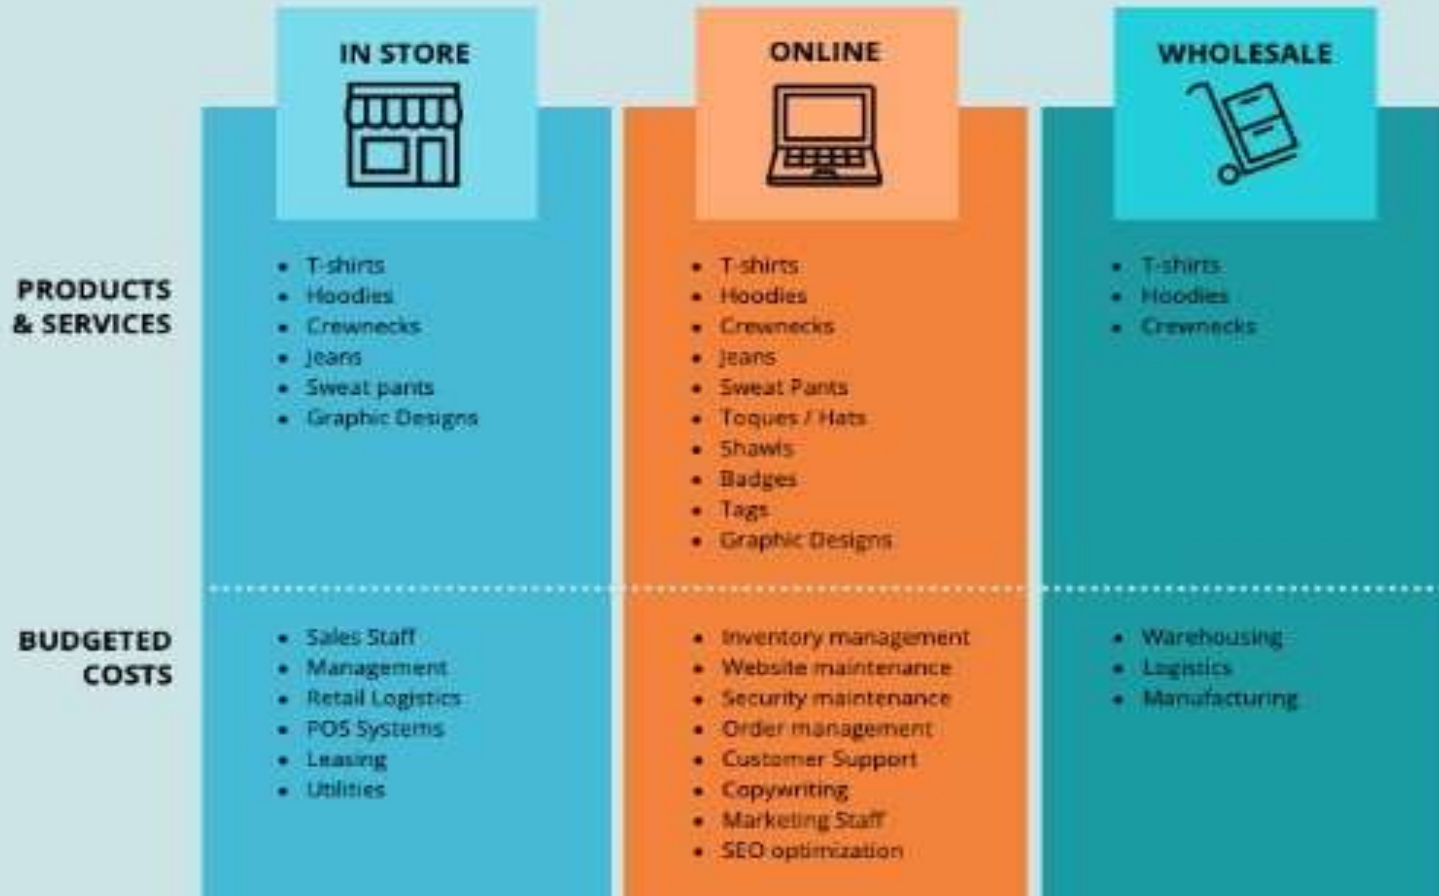 IN STORE
ONLINE
WHOLESALE
PRODUCTS
& SERVICES
• T-shirts
• Hoodies
• Crewnecks
• Jeans
• Sweat pants
• Graphic Designs
• T-shirts
• Hoodies
• Crewnecks
• Jeans
• Sweat Pants
• Toques / Hats
• Shawls
• Badges
• Tags
• Graphic Designs
• T-shirts
• Hoodies
• Crewnecks
BUDGETED
COSTS
• Sales Staff
• Management
• Retail Logistics
• POS Systems
• Leasing
• Utilities
• Inventory management
• Website maintenance
• Security maintenance
• Order management
• Customer Support
• Copywriting
• Marketing Staff
• SEO optimization
• Warehousing
• Logistics
• Manufacturing